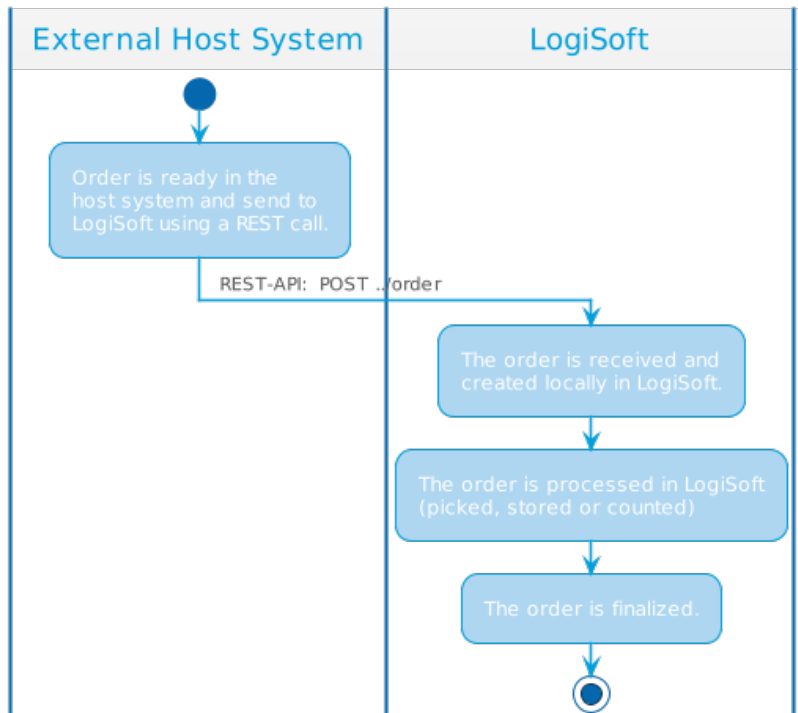 External Host System
LogiSoft
Order is ready in the
host system and send to
LogiSoft using a REST call.
REST-API: POST ../order
The order is received and
created locally in LogiSoft.
The order is processed in LogiSoft
(picked, stored or counted)
The order is finalized.